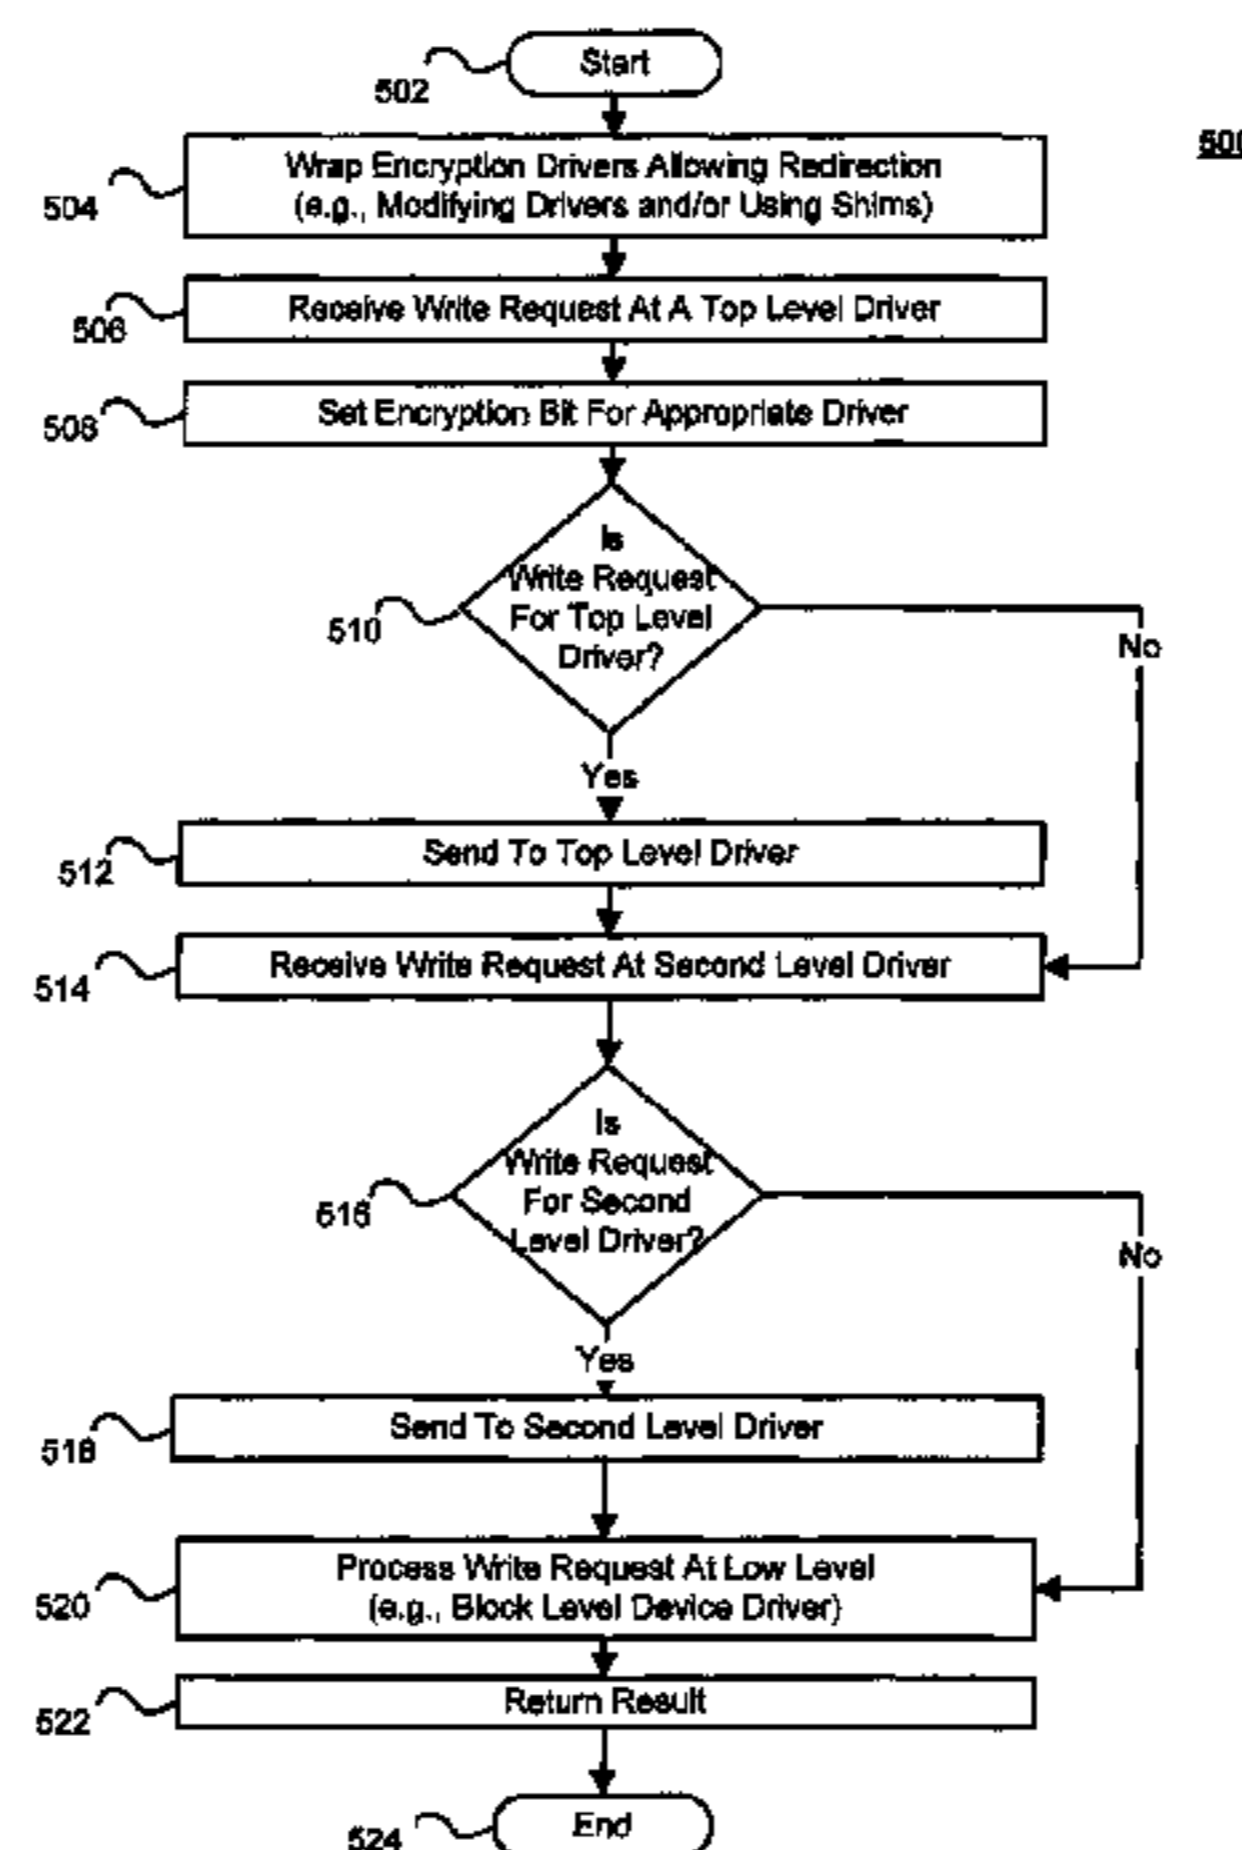 Start
502
500
Wrap Encryption Drivers Allowing Redirection
(e.g., Modifying Drivers and/or Using Shims)
504
Receive Write Request At A Top Level Driver
506
Set Encryption Bit For Appropriate Driver
508
Is
Write Request
For Top Level
Driver?
510
No
Yes
Send To Top Level Driver
512
Receive Write Request At Second Level Driver
514
Is
Write Request
For Second
Level Driver?
516
No
Yes
Send To Second Level Driver
518
Process Write Request At Low Level
(e.g., Block Level Device Driver)
520
Return Result
522
End
524